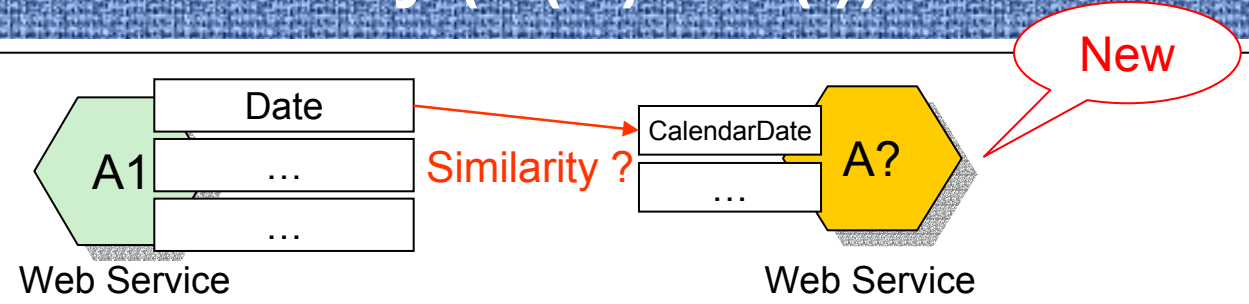 New
Date
CalendarDate
A1
…
Similarity ?
…
A?
…
Web Service
Web Service